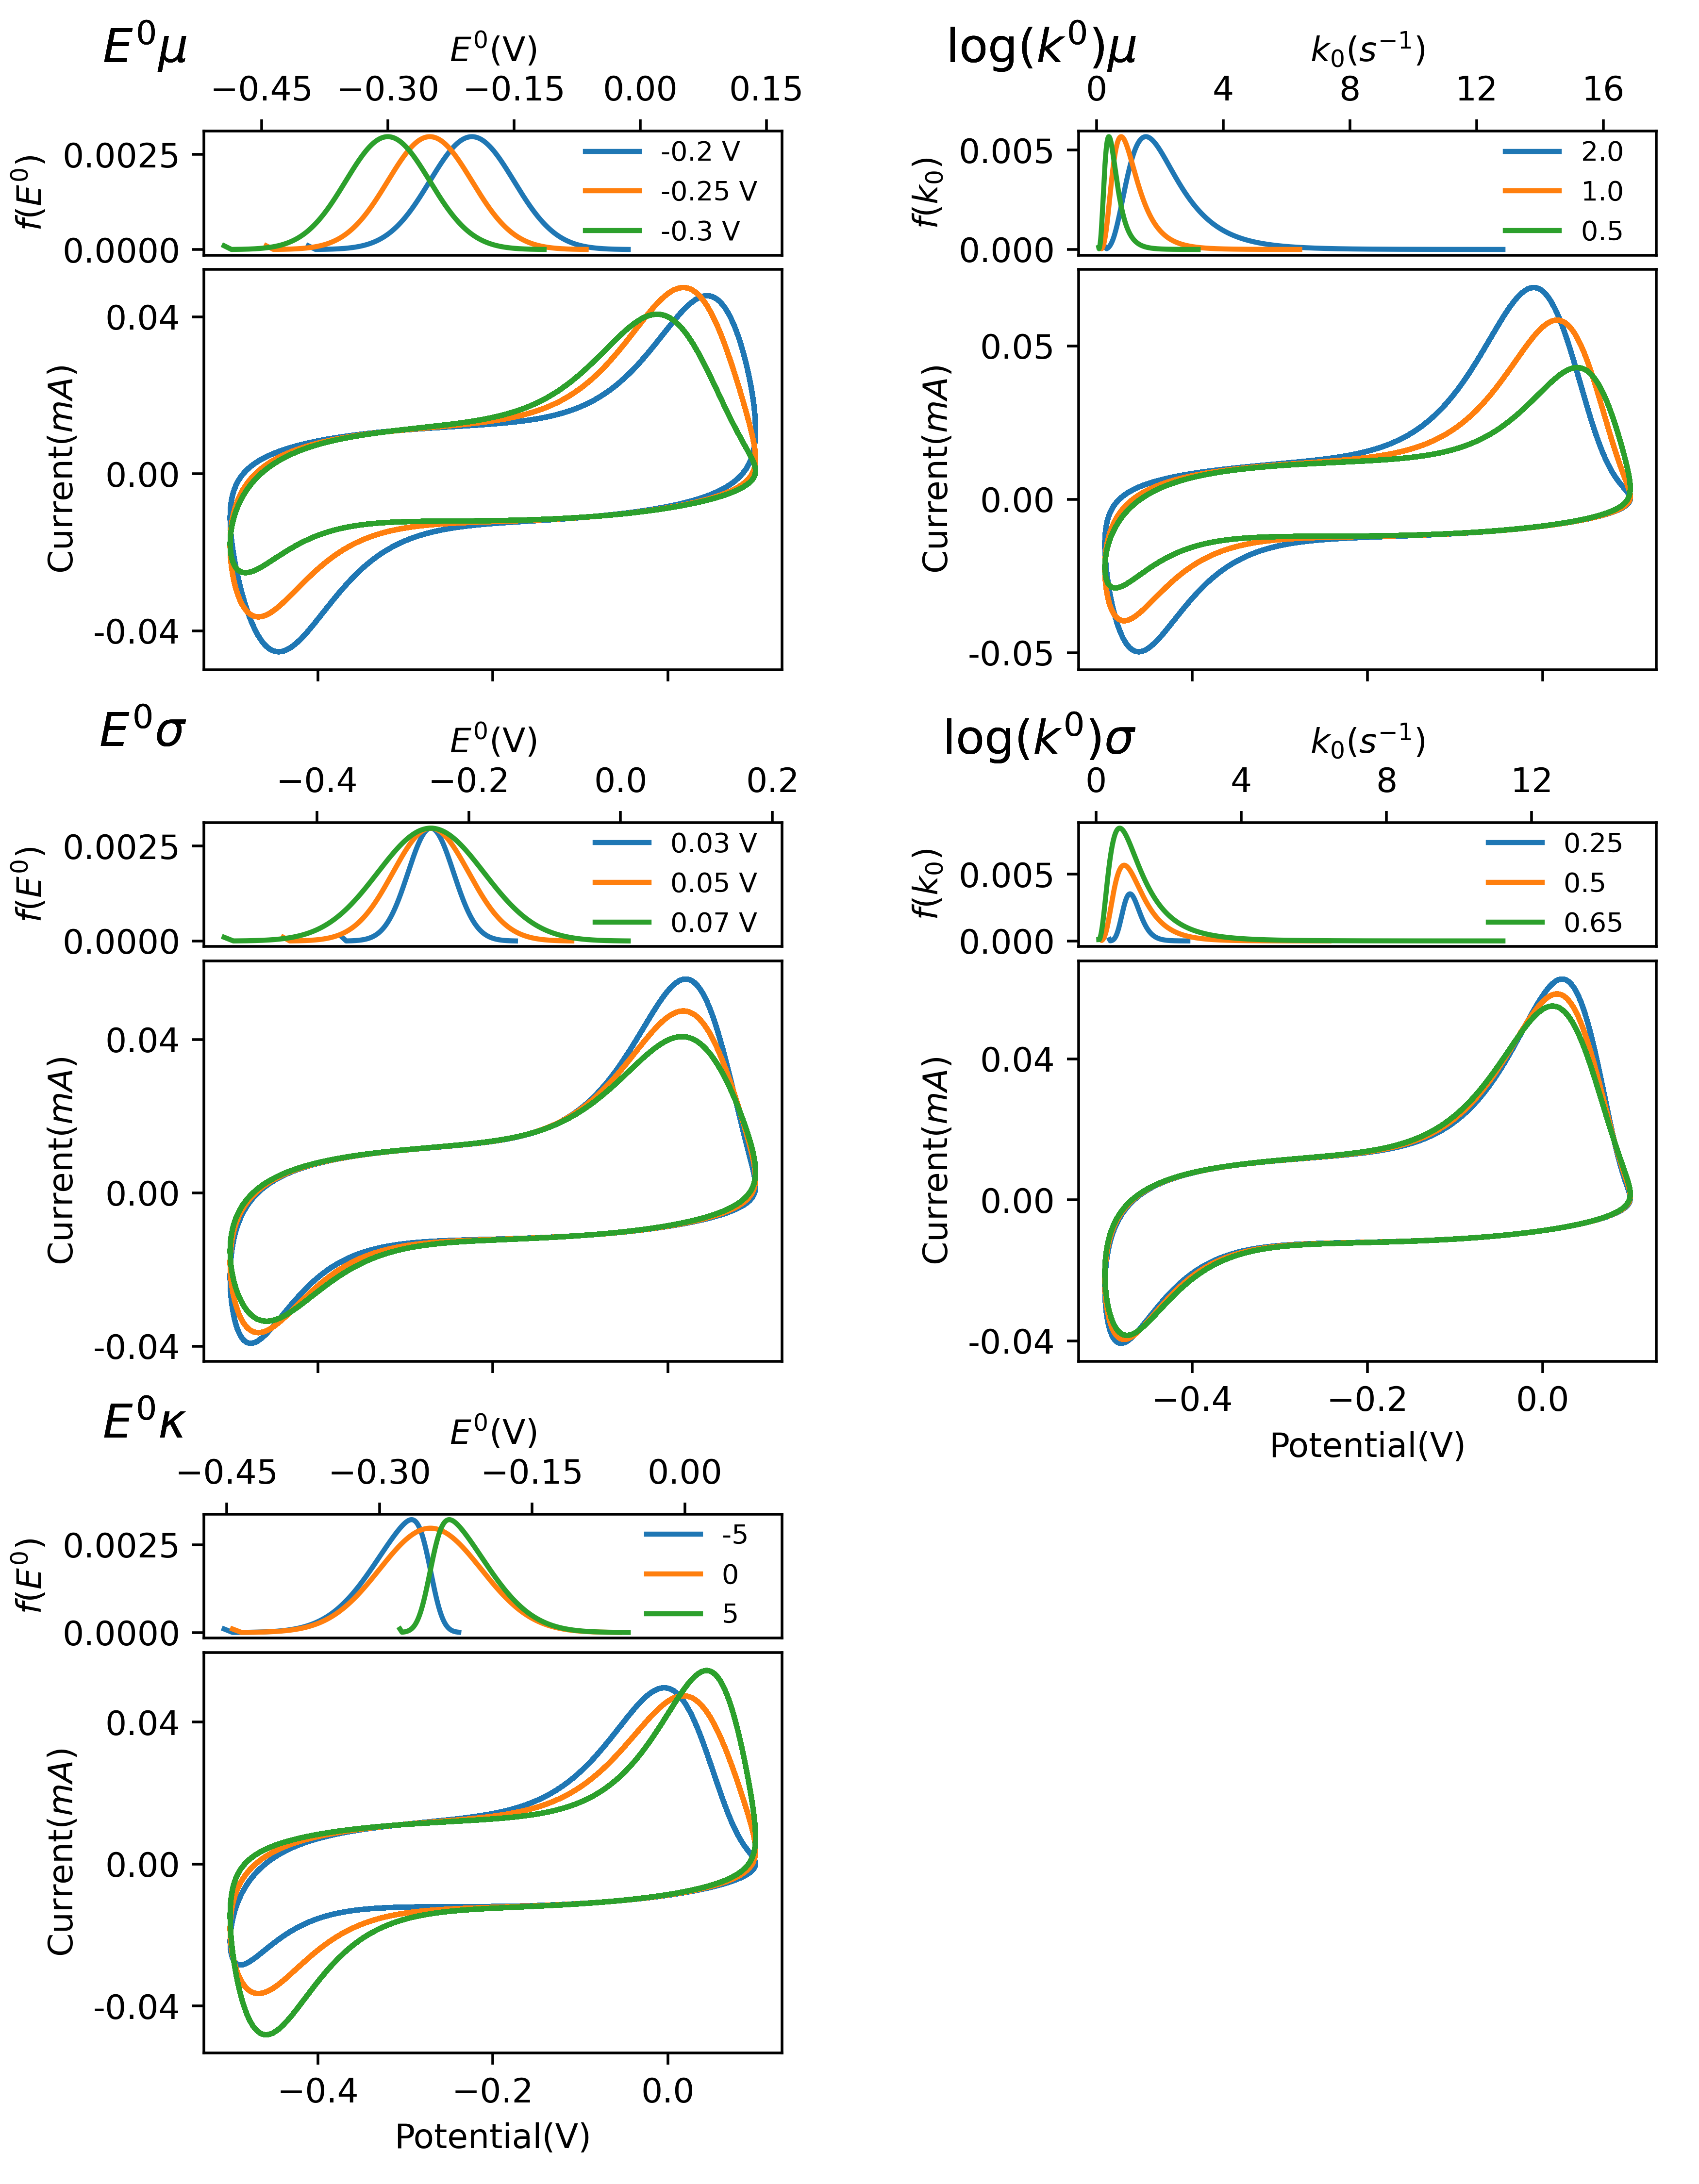 E⁰μ
E⁰(V)
−0.45 −0.30 −0.15 0.00 0.15
f(E⁰)
0.0025
0.0000
-0.2 V
-0.25 V
-0.3 V
Current(mA)
0.04
0.00
-0.04
log(k⁰)μ
k₀(s⁻¹)
0 4 8 12 16
f(k₀)
0.005
0.000
2.0
1.0
0.5
Current(mA)
0.05
0.00
-0.05
E⁰σ
E⁰(V)
−0.4 −0.2 0.0 0.2
f(E⁰)
0.0025
0.0000
0.03 V
0.05 V
0.07 V
Current(mA)
0.04
0.00
-0.04
log(k⁰)σ
k₀(s⁻¹)
0 4 8 12
f(k₀)
0.005
0.000
0.25
0.5
0.65
Current(mA)
0.04
0.00
-0.04
−0.4 −0.2 0.0
Potential(V)
E⁰κ
E⁰(V)
−0.45 −0.30 −0.15 0.00
f(E⁰)
0.0025
0.0000
-5
0
5
Current(mA)
0.04
0.00
-0.04
−0.4 −0.2 0.0
Potential(V)